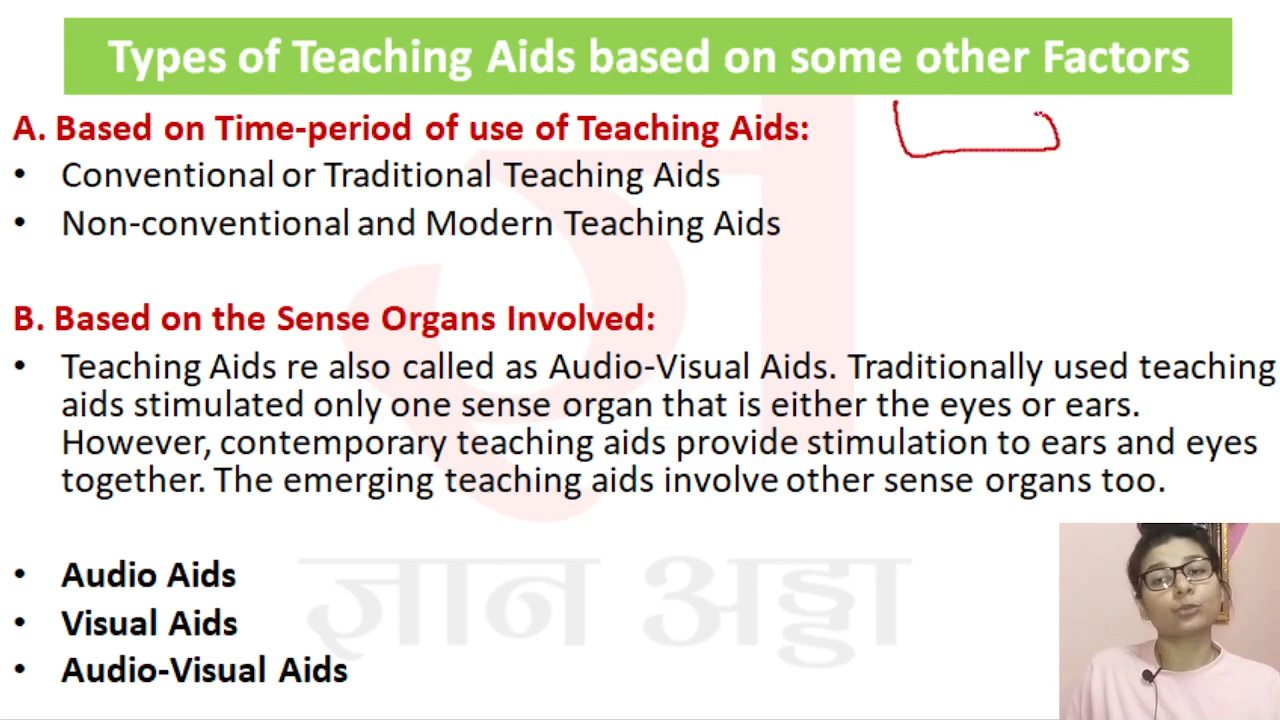 Types of Teaching Aids based on some other Factors
A. Based on Time-period of use of Teaching Aids:
• Conventional or Traditional Teaching Aids
• Non-conventional and Modern Teaching Aids
B. Based on the Sense Organs Involved:
• Teaching Aids re also called as Audio-Visual Aids. Traditionally used teaching
aids stimulated only one sense organ that is either the eyes or ears.
However, contemporary teaching aids provide stimulation to ears and eyes
together. The emerging teaching aids involve other sense organs too.
• Audio Aids
• Visual Aids
• Audio-Visual Aids
ज्ञान अड्डा